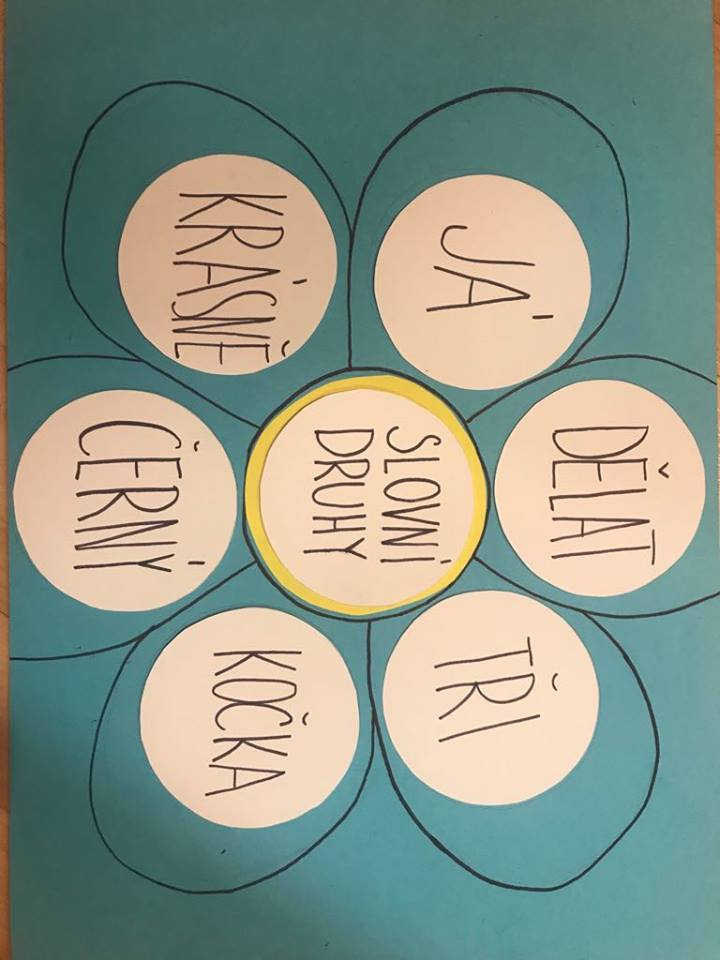 DĚLAT
JÁ
TŘI
SLOVNÍ
DRUHY
KRÁSNĚ
KOČKA
ČERNÝ